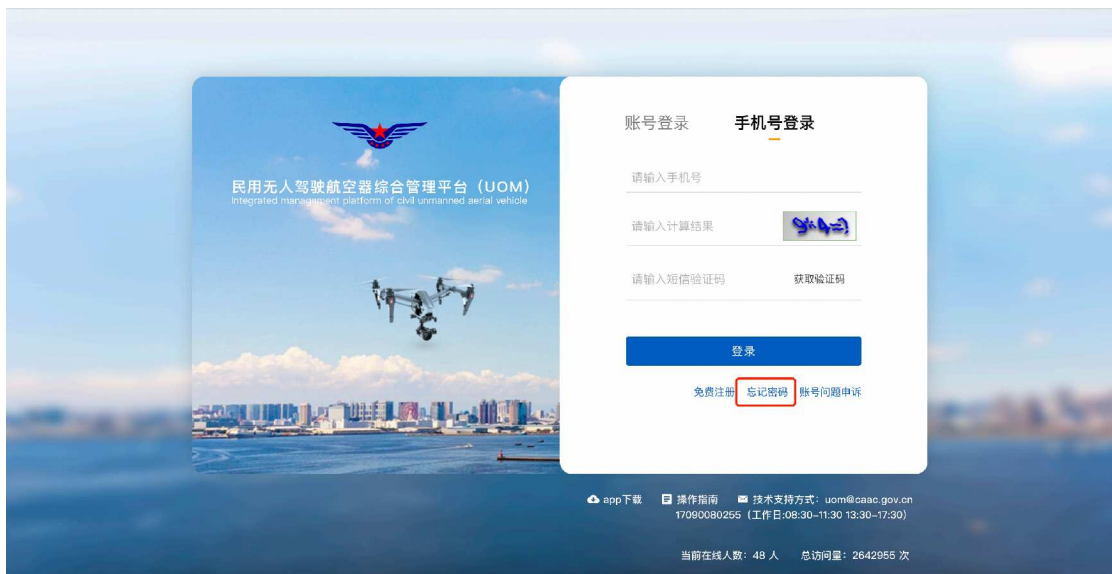 民用无人驾驶航空器综合管理平台（UOM）
Integrated management platform of civil unmanned aerial vehicle
账号登录 手机号登录
请输入手机号
请输入计算结果
请输入短信验证码 获取验证码
登录
免费注册 忘记密码 账号问题申诉
app下载 操作指南 技术支持方式：uom@caac.gov.cn
17090080255（工作日:08:30-11:30 13:30-17:30）
当前在线人数：48 人 总访问量：2642955 次